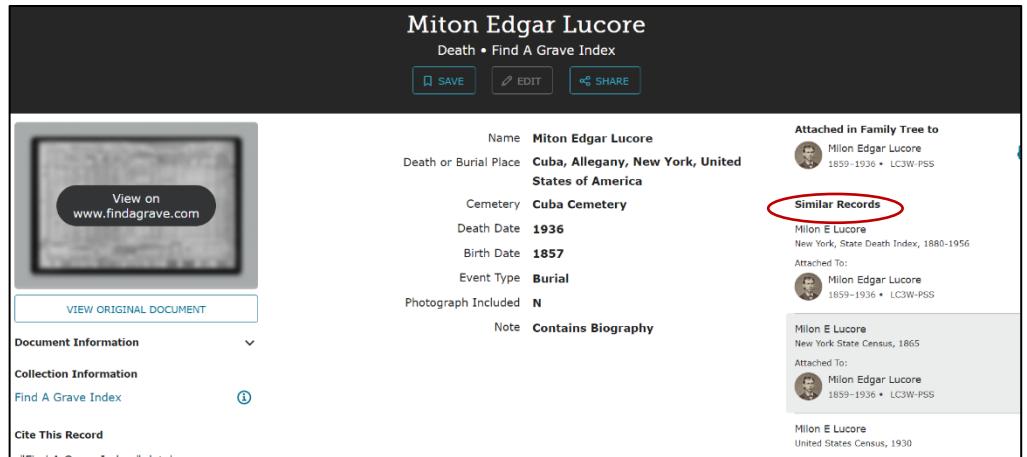 Miton Edgar Lucore
Death • Find A Grave Index
SAVE
EDIT
SHARE
View on
www.findagrave.com
VIEW ORIGINAL DOCUMENT
Document Information
Collection Information
Find A Grave Index
Cite This Record
Name Miton Edgar Lucore
Death or Burial Place Cuba, Allegany, New York, United
States of America
Cemetery Cuba Cemetery
Death Date 1936
Birth Date 1857
Event Type Burial
Photograph Included N
Note Contains Biography
Attached in Family Tree to
Milon Edgar Lucore
1859–1936 • LC3W-PSS
Similar Records
Milon E Lucore
New York, State Death Index, 1880-1956
Attached To:
Milon Edgar Lucore
1859–1936 • LC3W-PSS
Milon E Lucore
New York State Census, 1865
Attached To:
Milon Edgar Lucore
1859–1936 • LC3W-PSS
Milon E Lucore
United States Census, 1930